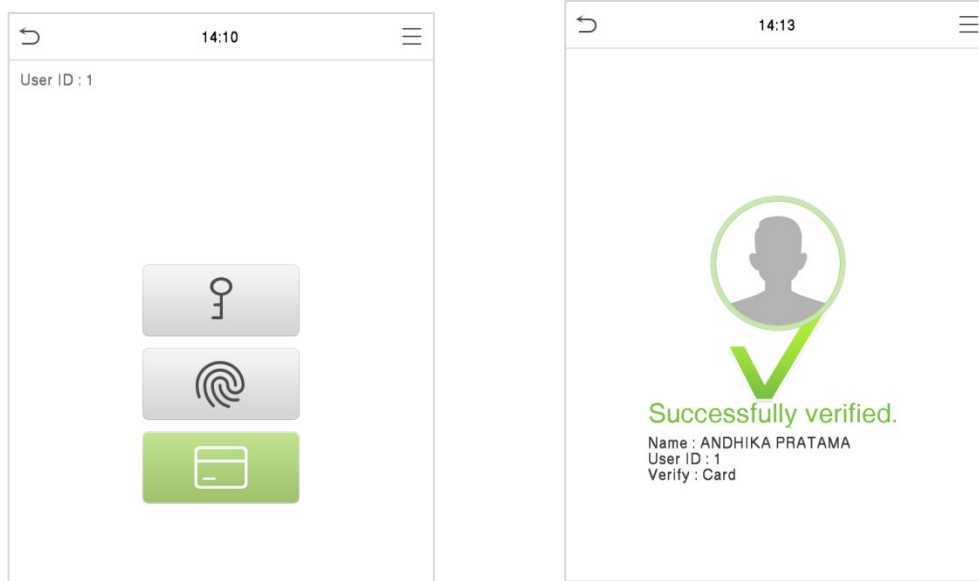 14:10
User ID : 1
14:13
Successfully verified.
Name : ANDHIKA PRATAMA
User ID : 1
Verify : Card